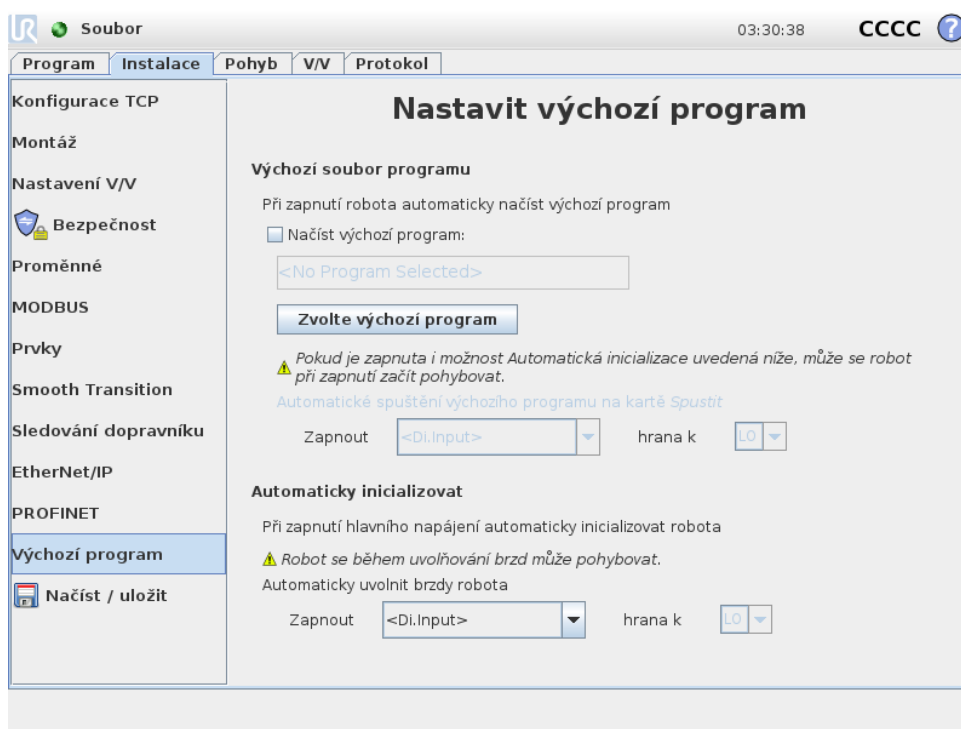 UR Soubor 03:30:38 CCCC ?
Program Instalace Pohyb V/V Protokol
Konfigurace TCP
Montáž
Nastavení V/V
Bezpečnost
Proměnné
MODBUS
Prvky
Smooth Transition
Sledování dopravníku
EtherNet/IP
PROFINET
Výchozí program
Načíst / uložit
Nastavit výchozí program
Výchozí soubor programu
Při zapnutí robota automaticky načíst výchozí program
Načíst výchozí program:
<No Program Selected>
Zvolte výchozí program
Pokud je zapnuta i možnost Automatická inicializace uvedená níže, může se robot
při zapnutí začít pohybovat.
Automatické spuštění výchozího programu na kartě Spustit
Zapnout <Di.Input> hrana k LO
Automaticky inicializovat
Při zapnutí hlavního napájení automaticky inicializovat robota
Robot se během uvolňování brzd může pohybovat.
Automaticky uvolnit brzdy robota
Zapnout <Di.Input> hrana k LO